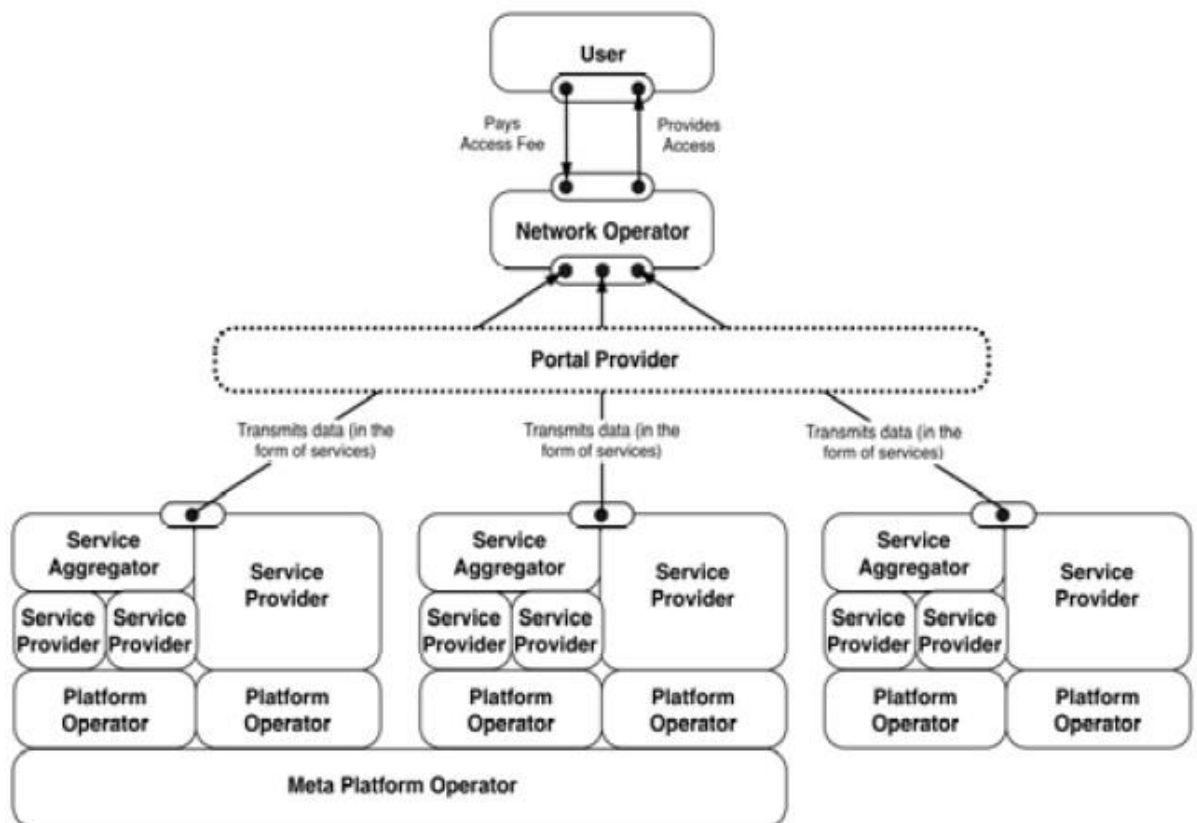 User
Pays
Access Fee
Provides
Access
Network Operator
Portal Provider
Transmits data (in the
form of services)
Transmits data (in the
form of services)
Transmits data (in the
form of services)
Service
Aggregator
Service
Provider
Service
Provider
Service
Provider
Platform
Operator
Platform
Operator
Service
Aggregator
Service
Provider
Service
Provider
Service
Provider
Platform
Operator
Platform
Operator
Service
Aggregator
Service
Provider
Service
Provider
Service
Provider
Platform
Operator
Platform
Operator
Meta Platform Operator